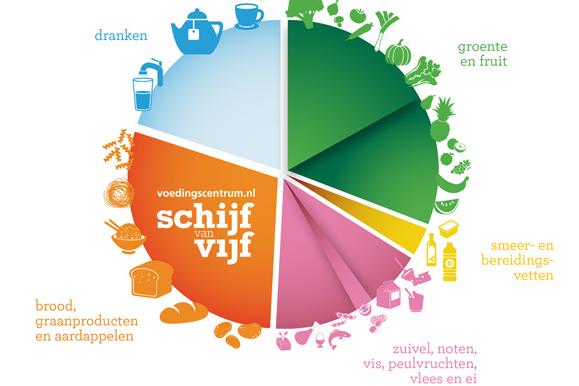 dranken
groente
en fruit
voedingscentrum.nl
schijf
van
vijf
smeer- en
bereidings-
vetten
brood,
graanproducten
en aardappelen
zuivel, noten,
vis, peulvruchten,
vlees en ei